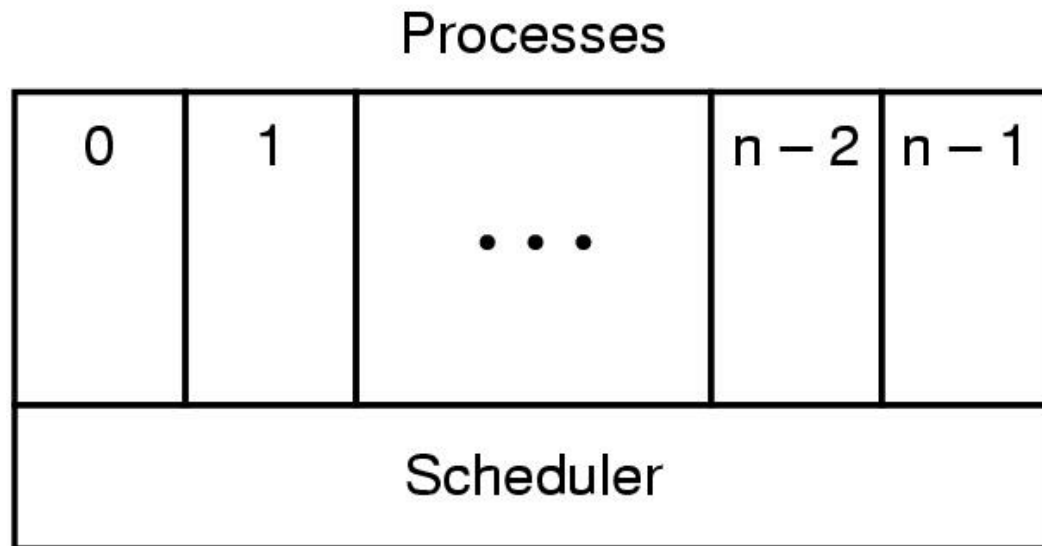 Processes
0 1 • • • n – 2 n – 1
Scheduler